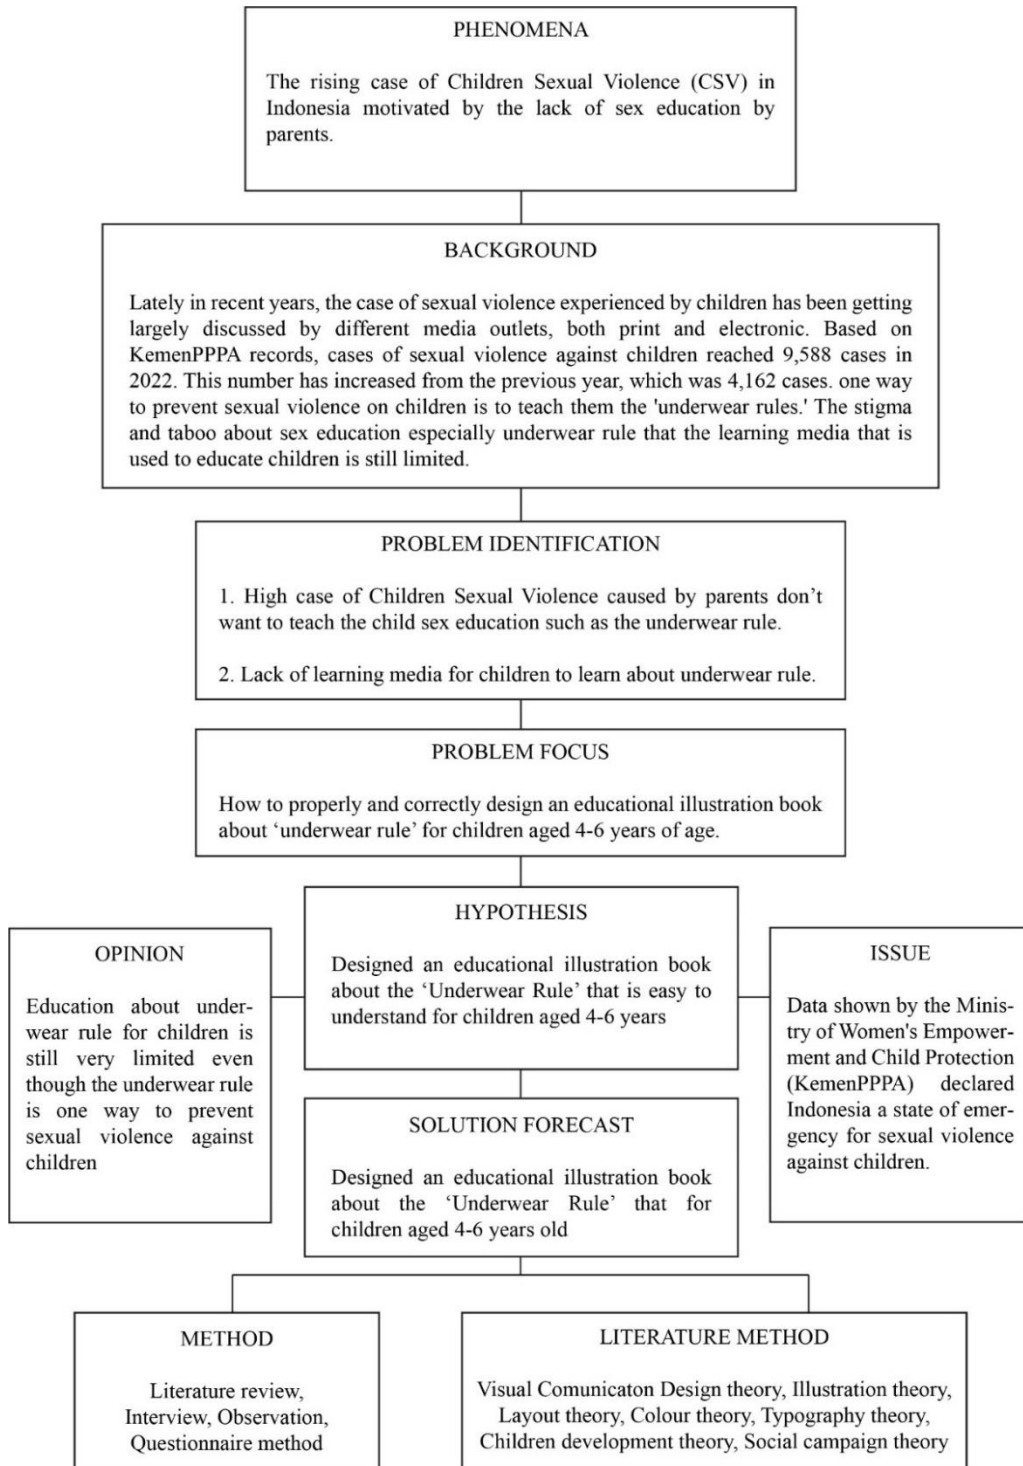 PHENOMENA
The rising case of Children Sexual Violence (CSV) in
Indonesia motivated by the lack of sex education by
parents.
BACKGROUND
Lately in recent years, the case of sexual violence experienced by children has been getting
largely discussed by different media outlets, both print and electronic. Based on
KemenPPPA records, cases of sexual violence against children reached 9,588 cases in
2022. This number has increased from the previous year, which was 4,162 cases. one way
to prevent sexual violence on children is to teach them the 'underwear rules.' The stigma
and taboo about sex education especially underwear rule that the learning media that is
used to educate children is still limited.
PROBLEM IDENTIFICATION
1. High case of Children Sexual Violence caused by parents don’t
want to teach the child sex education such as the underwear rule.
2. Lack of learning media for children to learn about underwear rule.
PROBLEM FOCUS
How to properly and correctly design an educational illustration book
about ‘underwear rule’ for children aged 4-6 years of age.
HYPOTHESIS
Designed an educational illustration book
about the ‘Underwear Rule’ that is easy to
understand for children aged 4-6 years
OPINION
Education about under-
wear rule for children is
still very limited even
though the underwear rule
is one way to prevent
sexual violence against
children
ISSUE
Data shown by the Minis-
try of Women's Empower-
ment and Child Protection
(KemenPPPA) declared
Indonesia a state of emer-
gency for sexual violence
against children.
SOLUTION FORECAST
Designed an educational illustration book
about the ‘Underwear Rule’ that for
children aged 4-6 years old
METHOD
Literature review,
Interview, Observation,
Questionnaire method
LITERATURE METHOD
Visual Comunicaton Design theory, Illustration theory,
Layout theory, Colour theory, Typography theory,
Children development theory, Social campaign theory